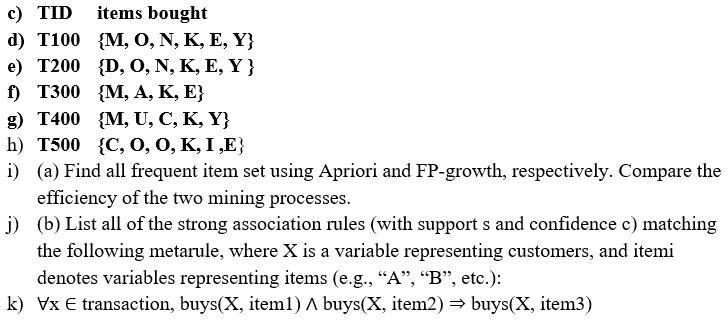 c) TID items bought
d) T100 {M, O, N, K, E, Y}
e) T200 {D, O, N, K, E, Y }
f) T300 {M, A, K, E}
g) T400 {M, U, C, K, Y}
h) T500 {C, O, O, K, I ,E}
i) (a) Find all frequent item set using Apriori and FP-growth, respectively. Compare the
efficiency of the two mining processes.
j) (b) List all of the strong association rules (with support s and confidence c) matching
the following metarule, where X is a variable representing customers, and itemi
denotes variables representing items (e.g., “A”, “B”, etc.):
k) ∀x ∈ transaction, buys(X, item1) ∧ buys(X, item2) ⇒ buys(X, item3)